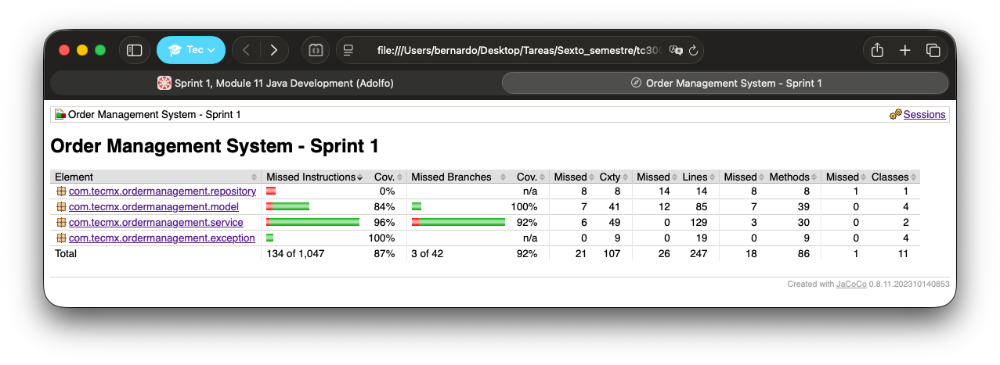 Tec
file:///Users/bernardo/Desktop/Tareas/Sexto_semestre/tc300
Sprint 1, Module 11 Java Development (Adolfo)
Order Management System - Sprint 1
Order Management System - Sprint 1
Sessions
Order Management System - Sprint 1
Element Missed Instructions Cov. Missed Branches Cov. Missed Cxty Missed Lines Missed Methods Missed Classes
com.tecmx.ordermanagement.repository 0% n/a 8 8 14 14 8 8 1 1
com.tecmx.ordermanagement.model 84% 100% 7 41 12 85 7 39 0 4
com.tecmx.ordermanagement.service 96% 92% 6 49 0 129 3 30 0 2
com.tecmx.ordermanagement.exception 100% n/a 0 9 0 19 0 9 0 4
Total 134 of 1,047 87% 3 of 42 92% 21 107 26 247 18 86 1 11
Created with JaCoCo 0.8.11.202310140853